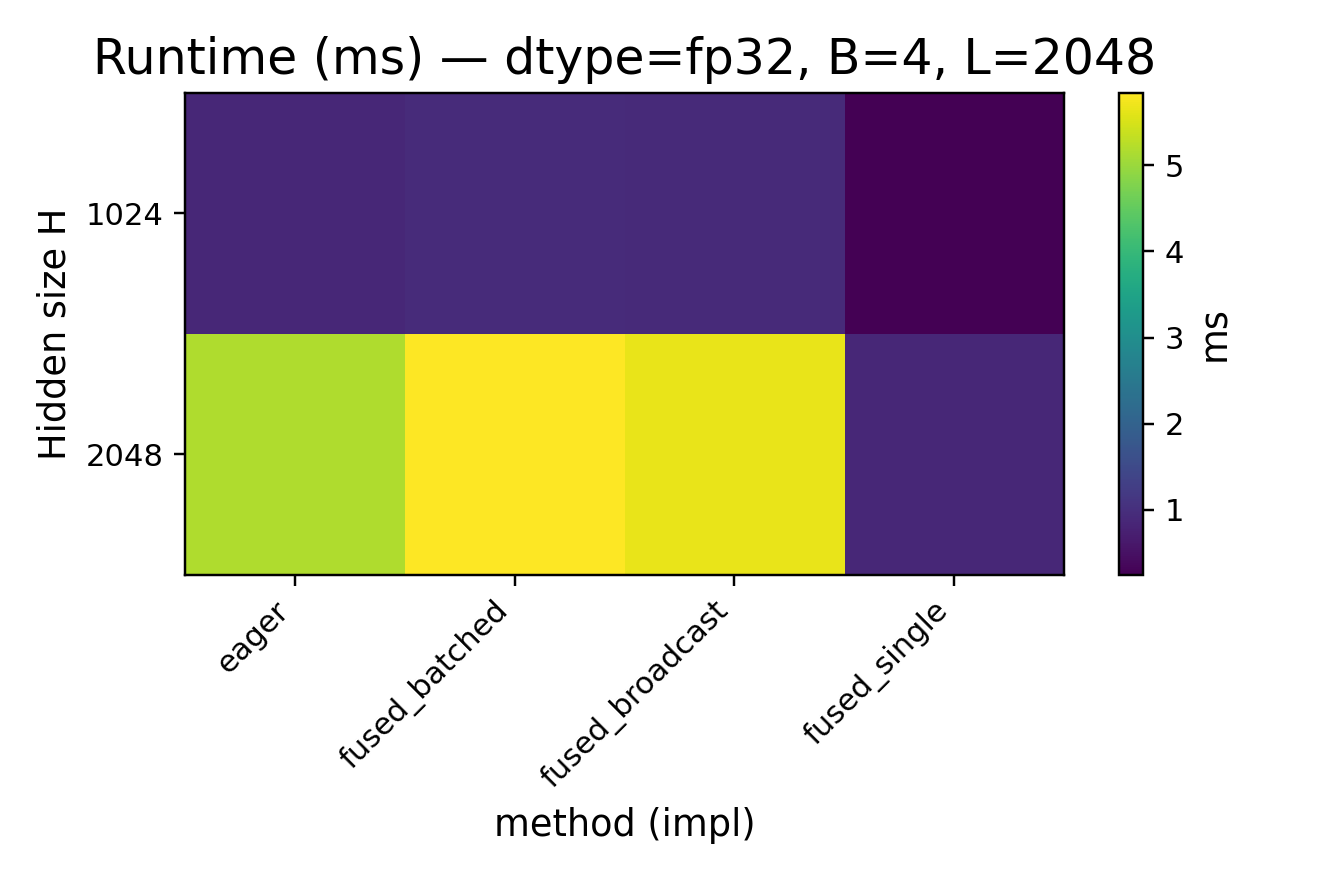 Runtime (ms) — dtype=fp32, B=4, L=2048
Hidden size H
1024
2048
eager
fused_batched
fused_broadcast
fused_single
method (impl)
5
4
3
2
1
ms